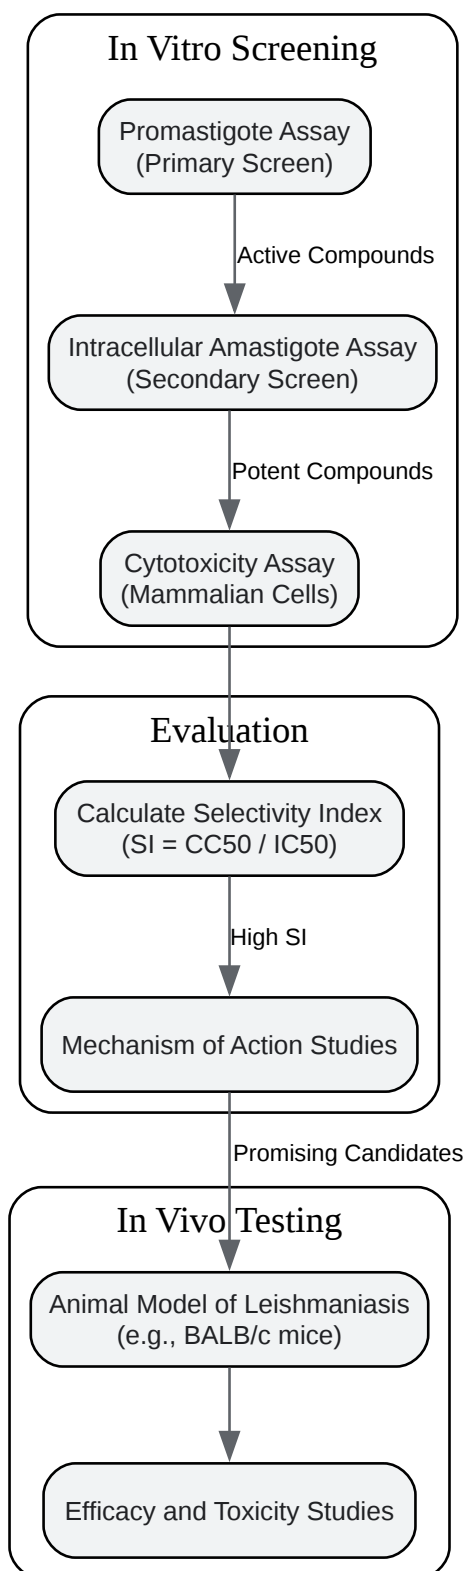 In Vitro Screening
Promastigote Assay
(Primary Screen)
Active Compounds
Intracellular Amastigote Assay
(Secondary Screen)
Potent Compounds
Cytotoxicity Assay
(Mammalian Cells)
Evaluation
Calculate Selectivity Index
(SI = CC50 / IC50)
High SI
Mechanism of Action Studies
Promising Candidates
In Vivo Testing
Animal Model of Leishmaniasis
(e.g., BALB/c mice)
Efficacy and Toxicity Studies